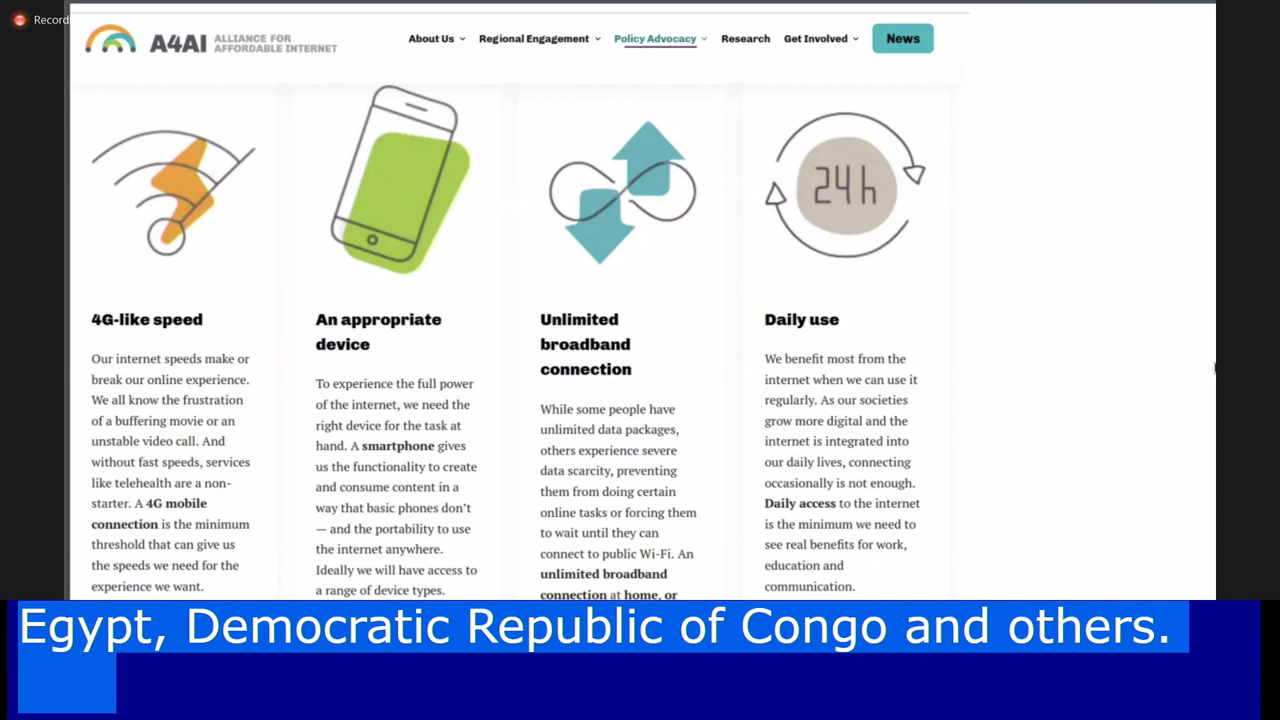 Recordi
A4AI ALLIANCE FOR
AFFORDABLE INTERNET
About Us Regional Engagement Policy Advocacy Research Get Involved News
24h
4G-like speed
Our internet speeds make or
break our online experience.
We all know the frustration
of a buffering movie or an
unstable video call. And
without fast speeds, services
like telehealth are a non-
starter. A 4G mobile
connection is the minimum
threshold that can give us
the speeds we need for the
experience we want.
An appropriate
device
To experience the full power
of the internet, we need the
right device for the task at
hand. A smartphone gives
us the functionality to create
and consume content in a
way that basic phones don’t
— and the portability to use
the internet anywhere.
Ideally we will have access to
a range of device types.
Unlimited
broadband
connection
While some people have
unlimited data packages,
others experience severe
data scarcity, preventing
them from doing certain
online tasks or forcing them
to wait until they can
connect to public Wi-Fi. An
unlimited broadband
connection at home, or
Daily use
We benefit most from the
internet when we can use it
regularly. As our societies
grow more digital and the
internet is integrated into
our daily lives, connecting
occasionally is not enough.
Daily access to the internet
is the minimum we need to
see real benefits for work,
education and
communication.
Egypt, Democratic Republic of Congo and others.